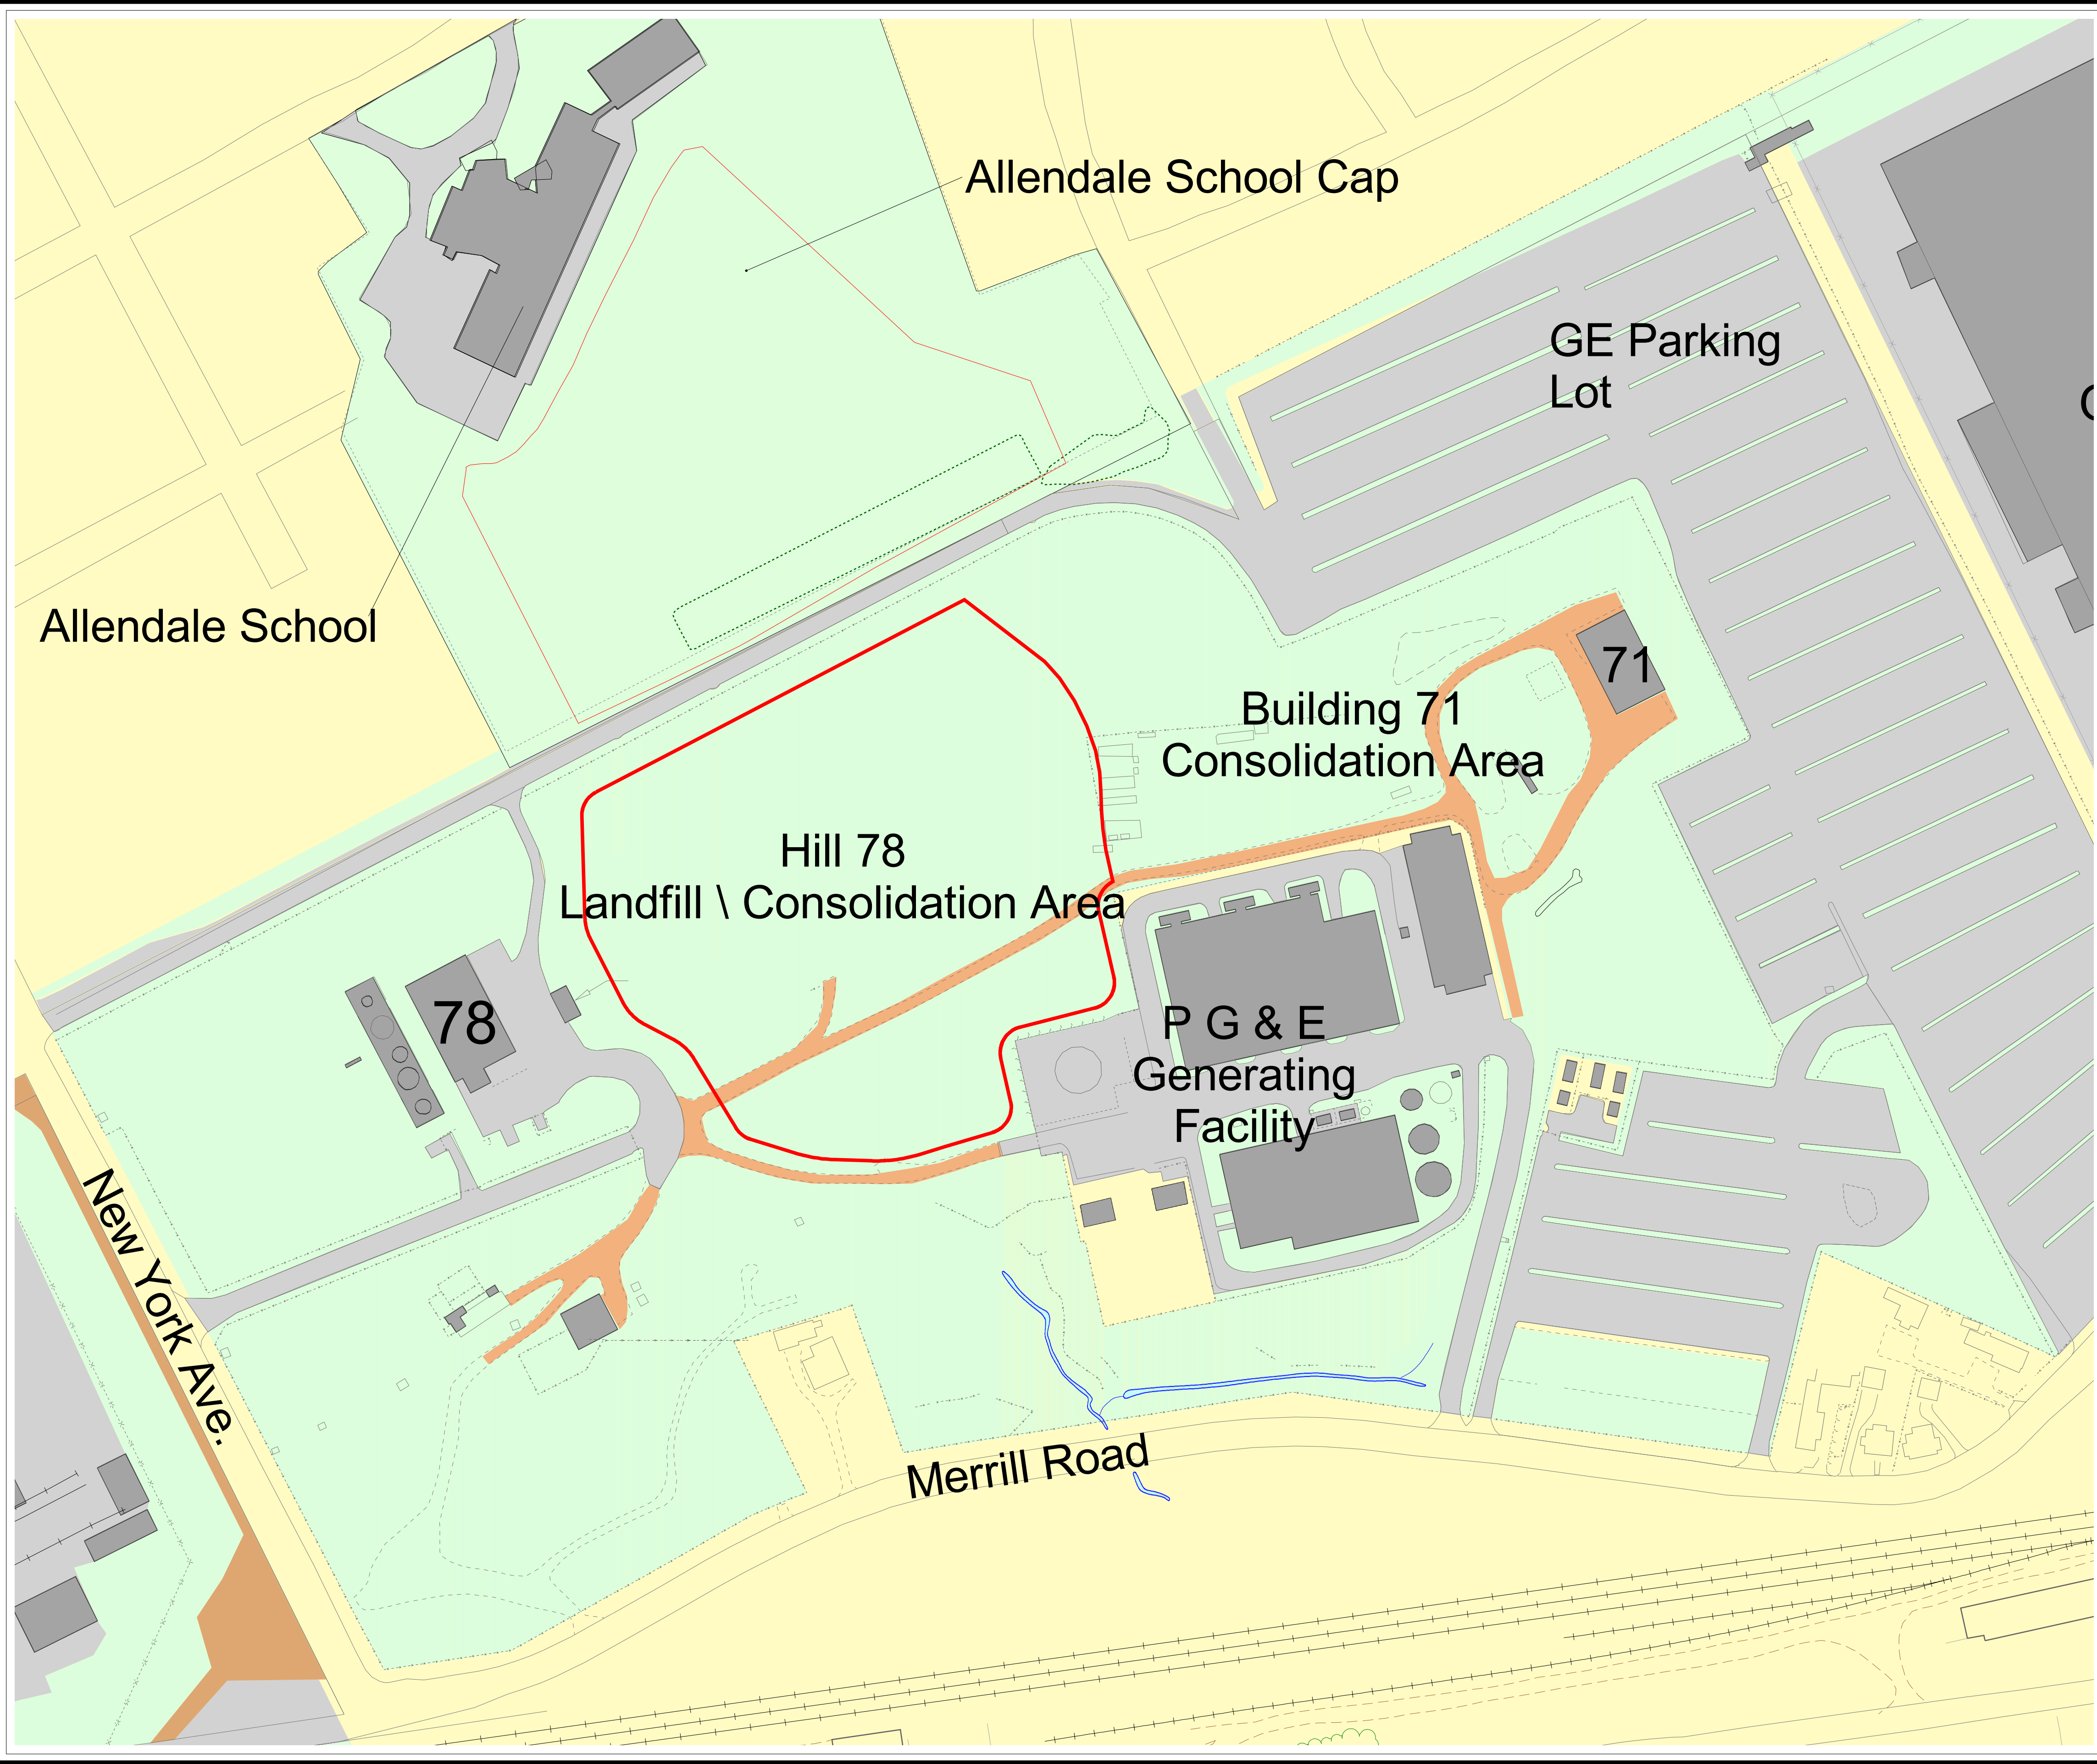 Allendale School Cap
GE Parking
Lot
Allendale School
71
Building 71
Consolidation Area
Hill 78
Landfill \ Consolidation Area
78
P G & E
Generating
Facility
New York Ave.
Merrill Road